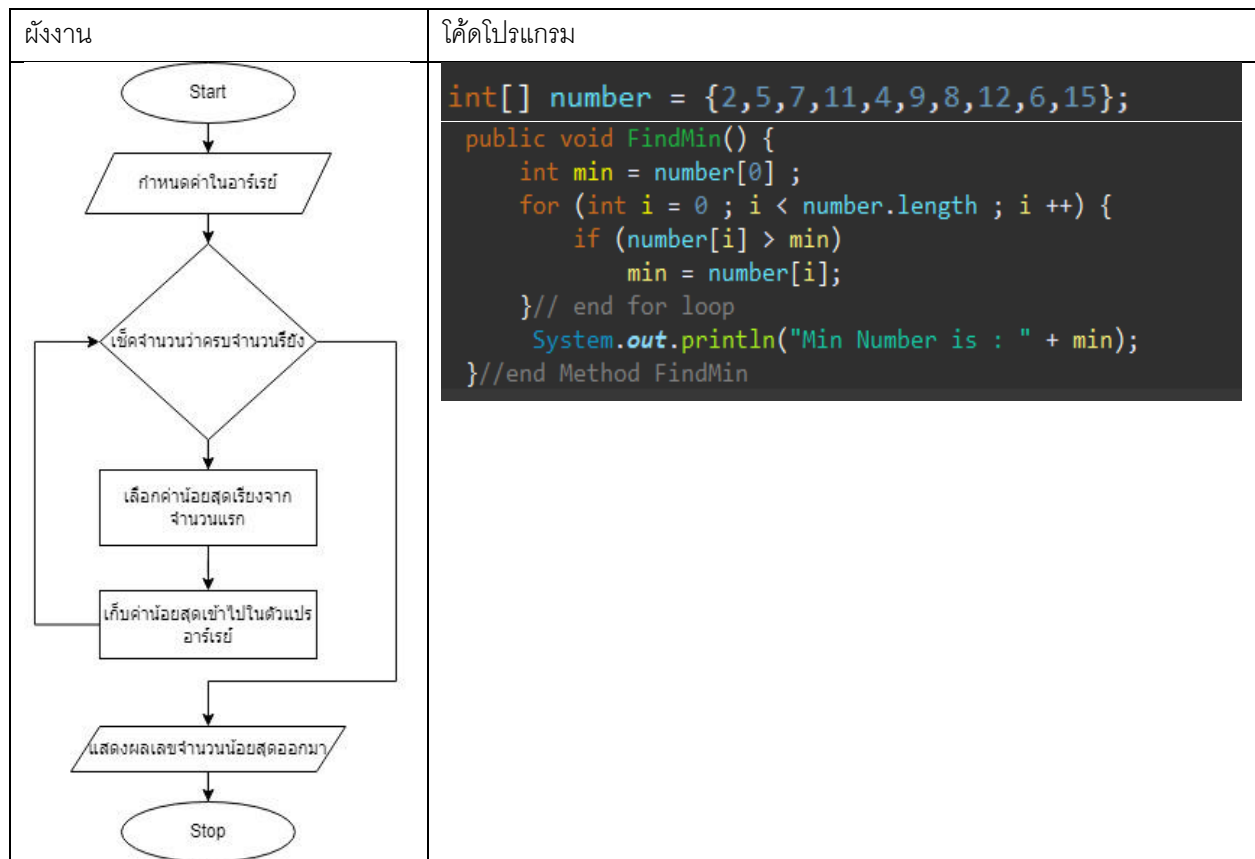 ผังงาน
โค้ดโปรแกรม
Start
กำหนดค่าในอาร์เรย์
เช็คจำนวนว่าครบจำนวนรึยัง
เลือกค่าน้อยสุดเรียงจาก
จำนวนแรก
เก็บค่าน้อยสุดเข้าไปในตัวแปร
อาร์เรย์
แสดงผลเลขจำนวนน้อยสุดออกมา
Stop
int[] number = {2,5,7,11,4,9,8,12,6,15};
public void FindMin() {
int min = number[0] ;
for (int i = 0 ; i < number.length ; i ++) {
if (number[i] > min)
min = number[i];
}// end for loop
System.out.println("Min Number is : " + min);
}//end Method FindMin